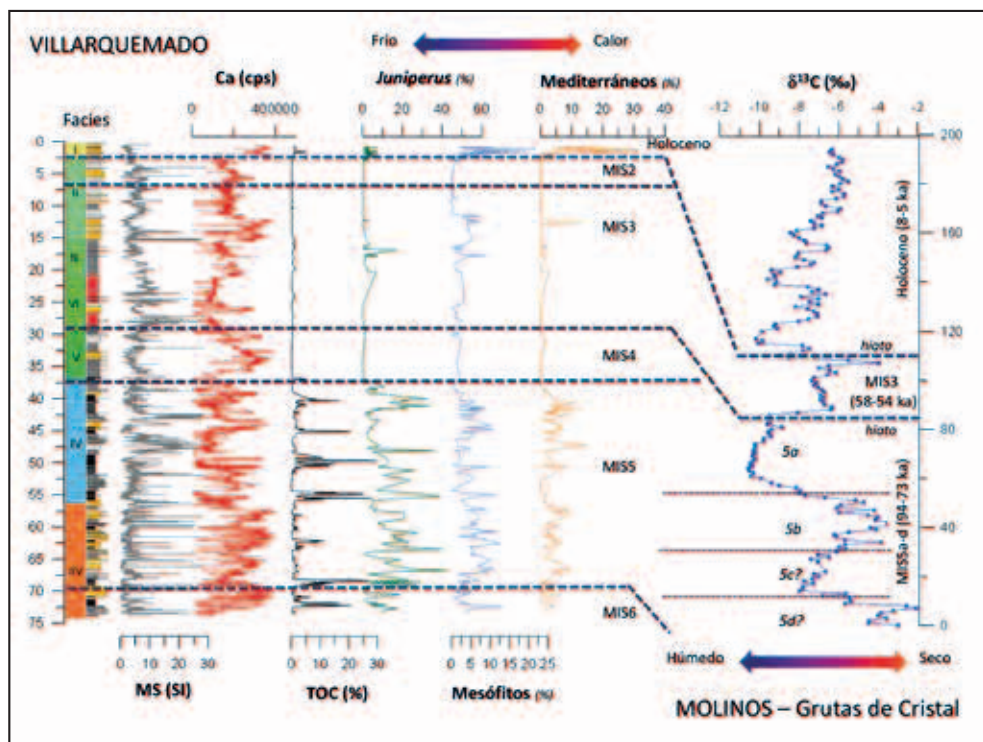 VILLARQUEMADO
Frío Calor
Ca (cps) Juniperus (%) Mediterráneos (%) δ¹³C (‰)
0 400000 0 20 60 0 10 20 30 40 -12 -10 -8 -6 -4 -2
Facies
0
5
10
15
20
25
30
35
40
45
50
55
60
65
70
75
I
II
III
VI
V
IV
Holoceno
MIS2
MIS3
MIS4
MIS5
MIS6
hiato
MIS3
(58-54 ka)
hiato
5a
5b
5c?
5d?
200
160
120
80
40
0
Holoceno (8-5 ka)
MIS5a-d (94-73 ka)
Húmedo Seco
0 10 20 30 0 10 20 30 0 5 10 15 20 25
MS (SI) TOC (%) Mesófitos (%)
MOLINOS – Grutas de Cristal